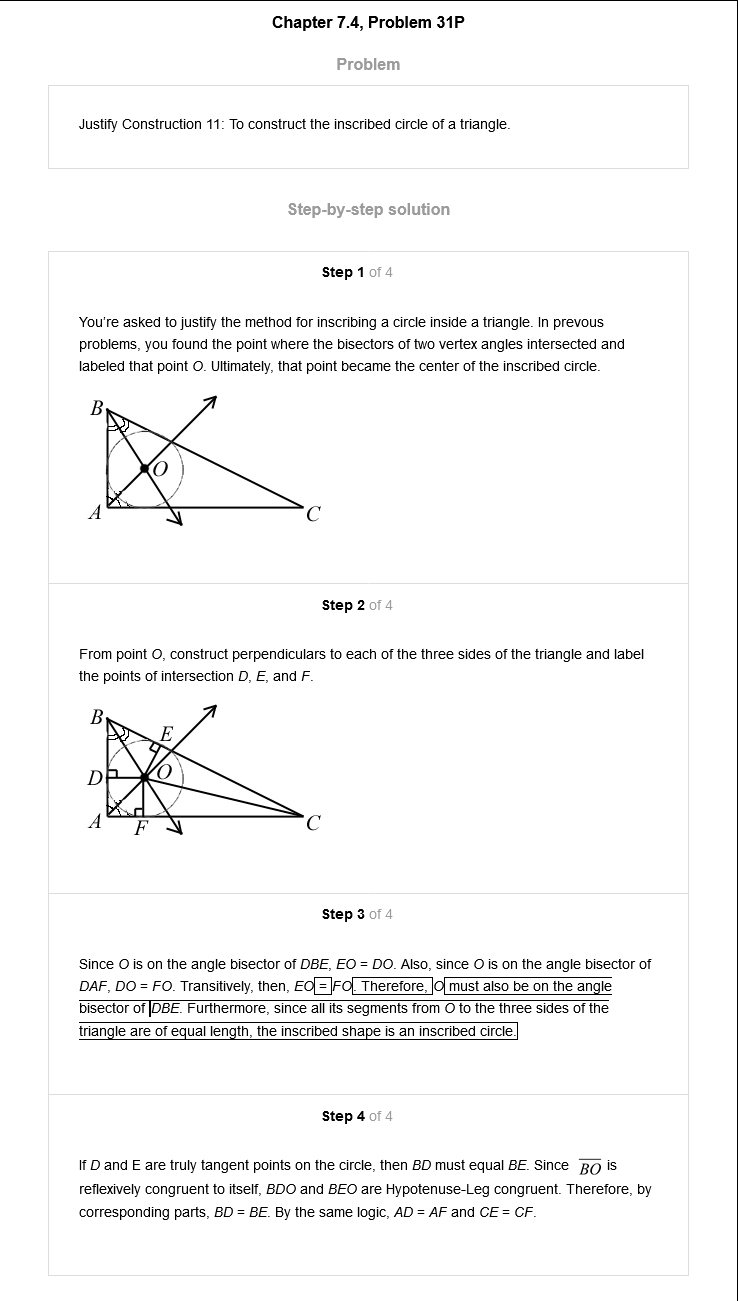 Chapter 7.4, Problem 31P
Problem
Justify Construction 11: To construct the inscribed circle of a triangle.
Step-by-step solution
Step 1 of 4
You're asked to justify the method for inscribing a circle inside a triangle. In prevous
problems, you found the point where the bisectors of two vertex angles intersected and
labeled that point O. Ultimately, that point became the center of the inscribed circle.
B
O
A
C
Step 2 of 4
From point O, construct perpendiculars to each of the three sides of the triangle and label
the points of intersection D, E, and F.
B
E
D
O
A
F
C
Step 3 of 4
Since O is on the angle bisector of DBE, EO = DO. Also, since O is on the angle bisector of
DAF, DO = FO. Transitively, then, EO = FO. Therefore, O must also be on the angle
bisector of DBE. Furthermore, since all its segments from O to the three sides of the
triangle are of equal length, the inscribed shape is an inscribed circle.
Step 4 of 4
If D and E are truly tangent points on the circle, then BD must equal BE. Since BO is
reflexively congruent to itself, BDO and BEO are Hypotenuse-Leg congruent. Therefore, by
corresponding parts, BD = BE. By the same logic, AD = AF and CE = CF.